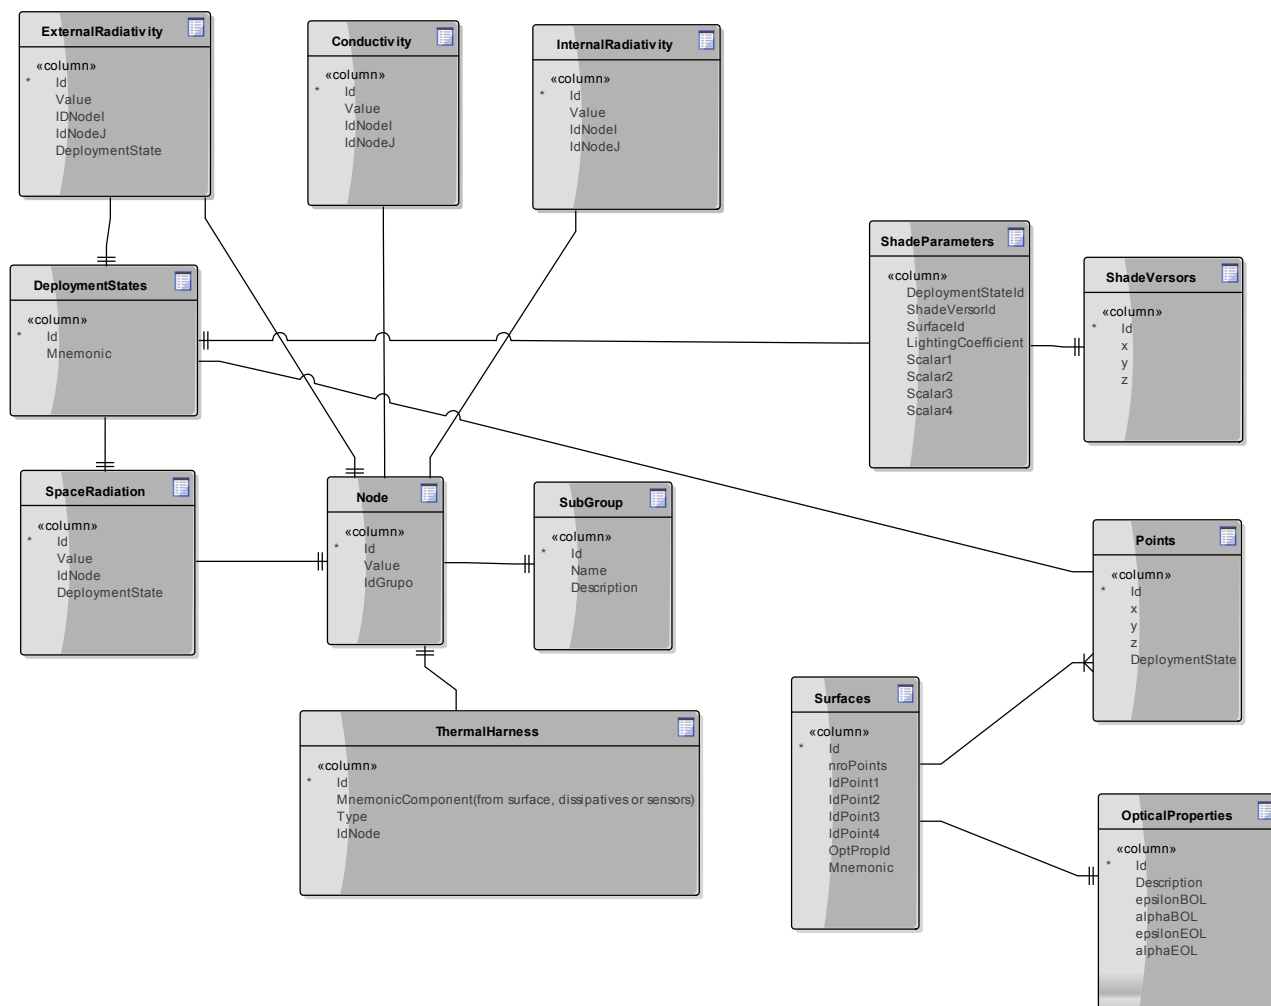 ExternalRadiativity
«column»
* Id
Value
IDNodeI
IdNodeJ
DeploymentState
Conductivity
«column»
* Id
Value
IdNodeI
IdNodeJ
InternalRadiativity
«column»
* Id
Value
IdNodeI
IdNodeJ
DeploymentStates
«column»
* Id
Mnemonic
ShadeParameters
«column»
DeploymentStateId
ShadeVersorId
SurfaceId
LightingCoefficient
Scalar1
Scalar2
Scalar3
Scalar4
ShadeVersors
«column»
* Id
x
y
z
SpaceRadiation
«column»
* Id
Value
IdNode
DeploymentState
Node
«column»
* Id
Value
IdGrupo
SubGroup
«column»
* Id
Name
Description
Points
«column»
* Id
x
y
z
DeploymentState
ThermalHarness
«column»
* Id
MnemonicComponent(from surface, dissipatives or sensors)
Type
IdNode
Surfaces
«column»
* Id
nroPoints
IdPoint1
IdPoint2
IdPoint3
IdPoint4
OptPropId
Mnemonic
OpticalProperties
«column»
* Id
Description
epsilonBOL
alphaBOL
epsilonEOL
alphaEOL